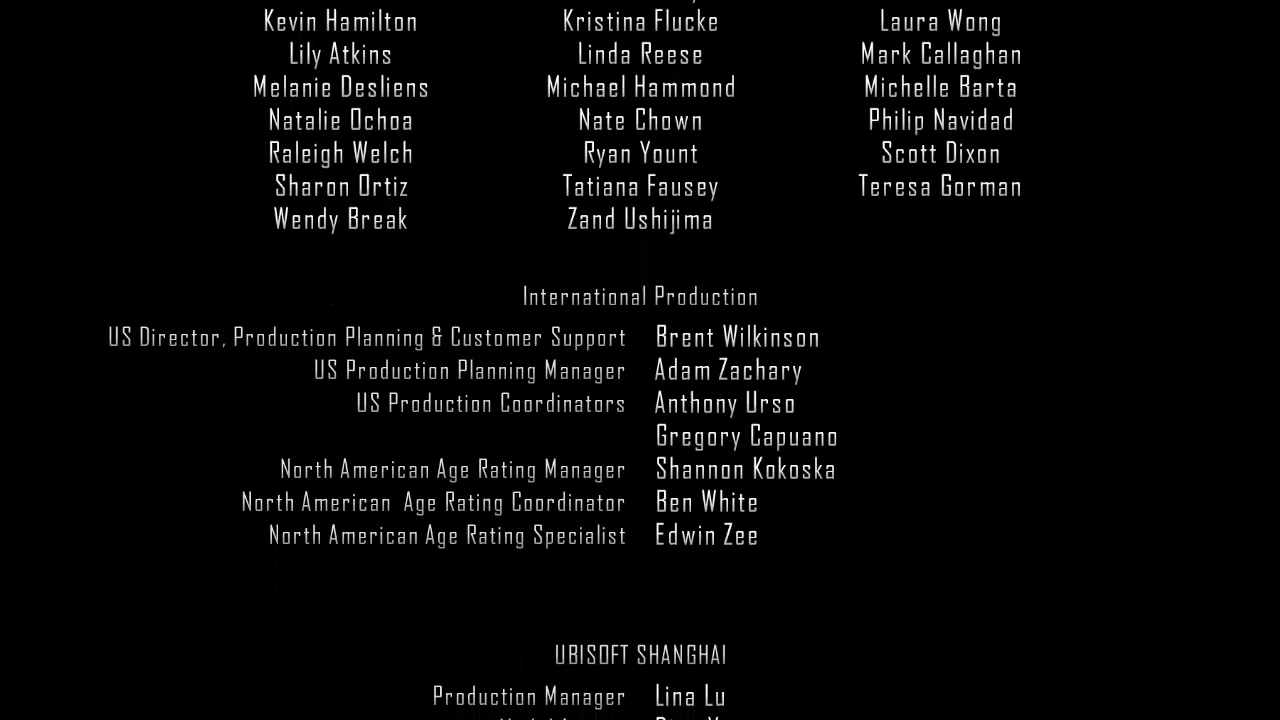 Kevin Hamilton Kristina Flucke Laura Wong
Lily Atkins Linda Reese Mark Callaghan
Melanie Desliens Michael Hammond Michelle Barta
Natalie Ochoa Nate Chown Philip Navidad
Raleigh Welch Ryan Yount Scott Dixon
Sharon Ortiz Tatiana Fausey Teresa Gorman
Wendy Break Zand Ushijima
International Production
US Director, Production Planning & Customer Support Brent Wilkinson
US Production Planning Manager Adam Zachary
US Production Coordinators Anthony Urso
Gregory Capuano
North American Age Rating Manager Shannon Kokoska
North American Age Rating Coordinator Ben White
North American Age Rating Specialist Edwin Zee
UBISOFT SHANGHAI
Production Manager Lina Lu